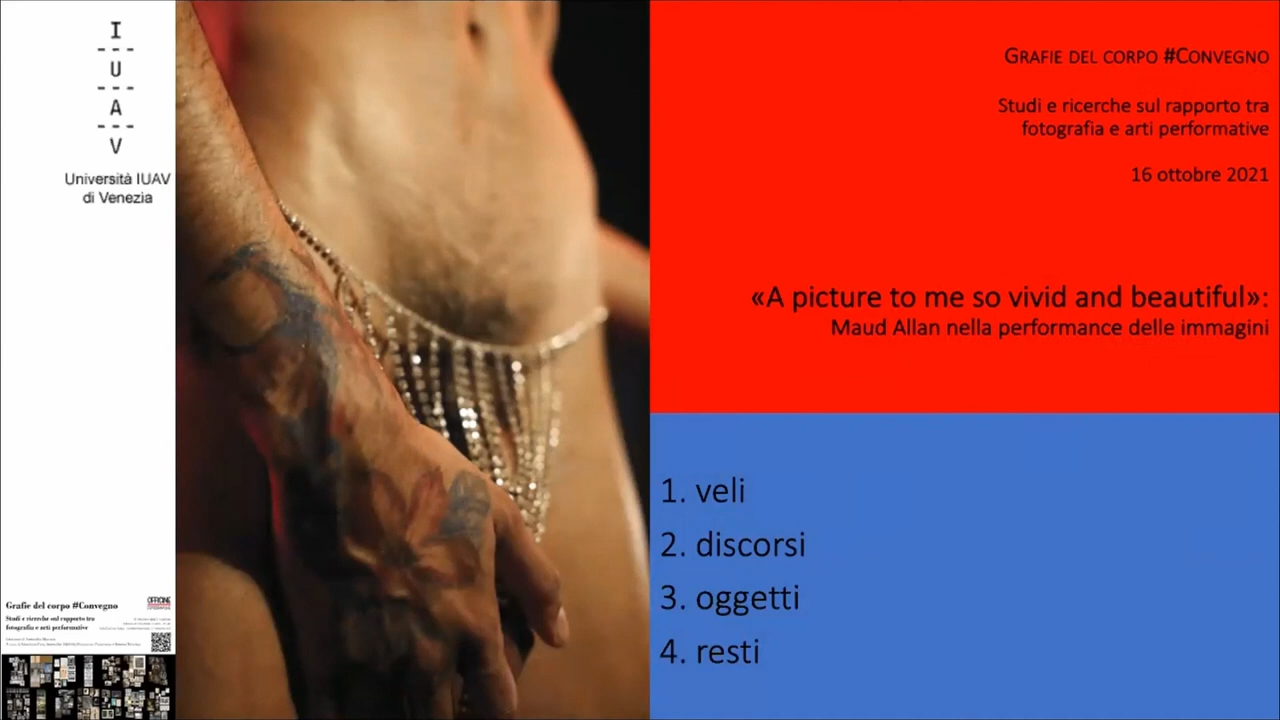 I
U
A
V
Università IUAV
di Venezia
Grafie del corpo #Convegno
Studi e ricerche sul rapporto tra
fotografia e arti performative
OFFICINE
GRAFIE DEL CORPO #CONVEGNO
Studi e ricerche sul rapporto tra
fotografia e arti performative
16 ottobre 2021
«A picture to me so vivid and beautiful»:
Maud Allan nella performance delle immagini
1. veli
2. discorsi
3. oggetti
4. resti